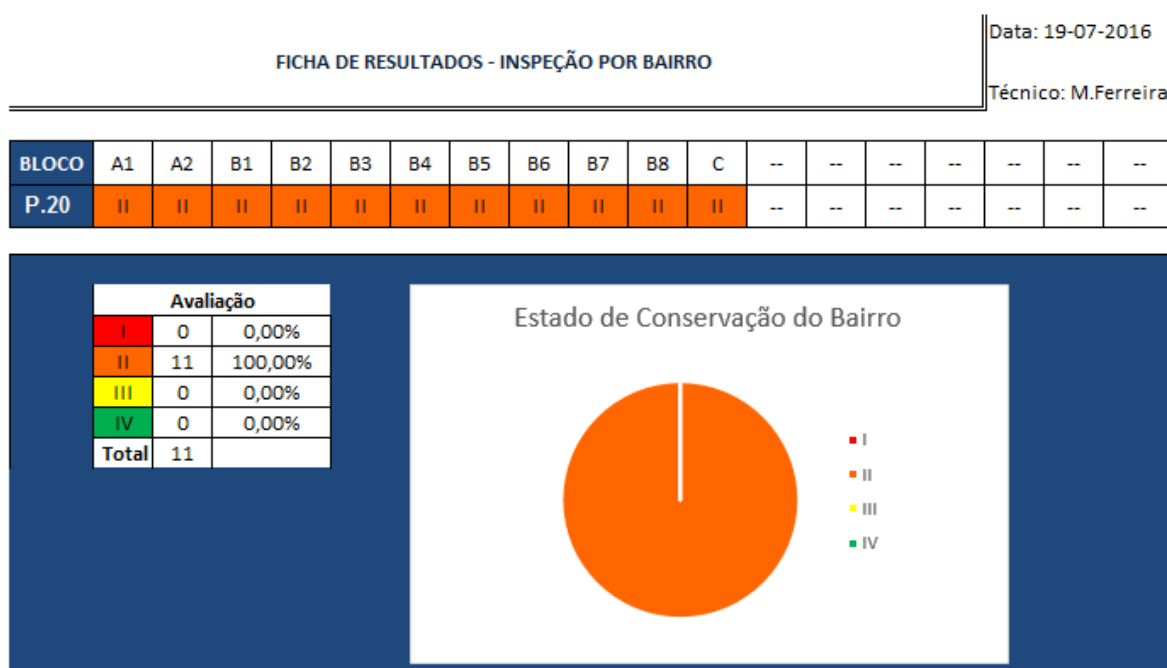 Data: 19-07-2016
FICHA DE RESULTADOS - INSPEÇÃO POR BAIRRO
Técnico: M.Ferreira
BLOCO A1 A2 B1 B2 B3 B4 B5 B6 B7 B8 C -- -- -- -- -- -- --
P.20 II II II II II II II II II II II -- -- -- -- -- -- --
Avaliação
I 0 0,00%
II 11 100,00%
III 0 0,00%
IV 0 0,00%
Total 11
Estado de Conservação do Bairro
I
II
III
IV